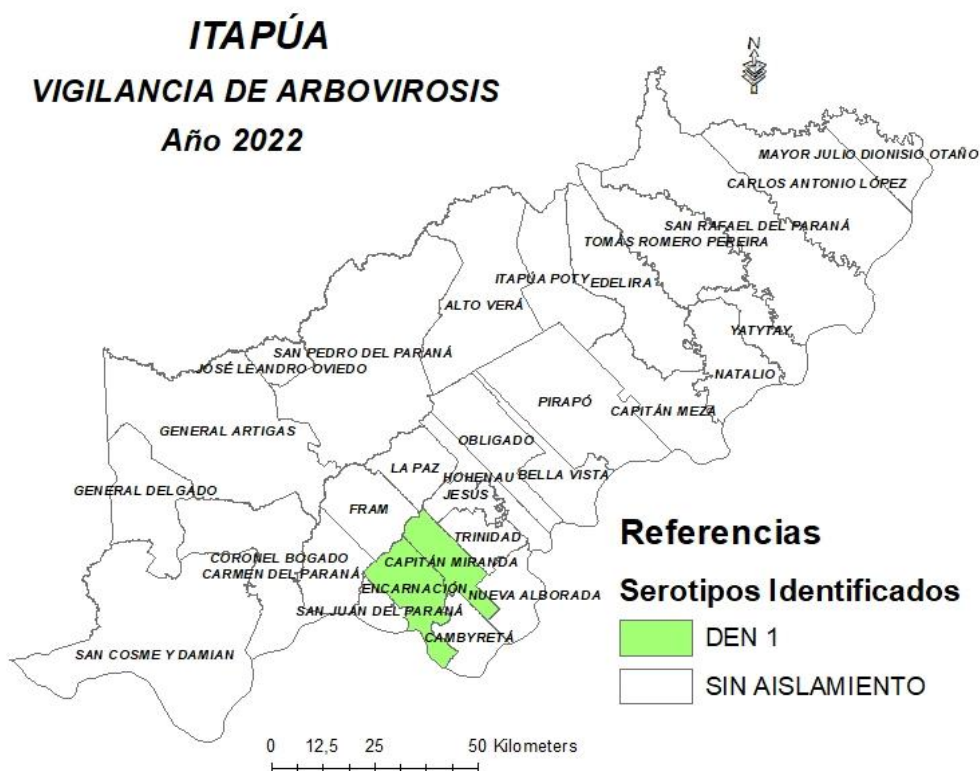 ITAPÚA
VIGILANCIA DE ARBOVIROSIS
Año 2022
N
MAYOR JULIO DIONISIO OTAÑO
CARLOS ANTONIO LÓPEZ
SAN RAFAEL DEL PARANÁ
TOMÁS ROMERO PEREIRA
ITAPÚA POTY
EDELIRA
ALTO VERÁ
YATYTAY
SAN PEDRO DEL PARANÁ
JOSÉ LEANDRO OVIEDO
NATALIO
PIRAPÓ
CAPITÁN MEZA
GENERAL ARTIGAS
OBLIGADO
LA PAZ
HOHENAU
BELLA VISTA
JESÚS
GENERAL DELGADO
FRAM
TRINIDAD
CORONEL BOGADO
CAPITÁN MIRANDA
CARMEN DEL PARANÁ
ENCARNACIÓN
NUEVA ALBORADA
SAN JUAN DEL PARANÁ
CAMBYRETÁ
SAN COSME Y DAMIAN
Referencias
Serotipos Identificados
DEN 1
SIN AISLAMIENTO
0 12,5 25 50 Kilometers